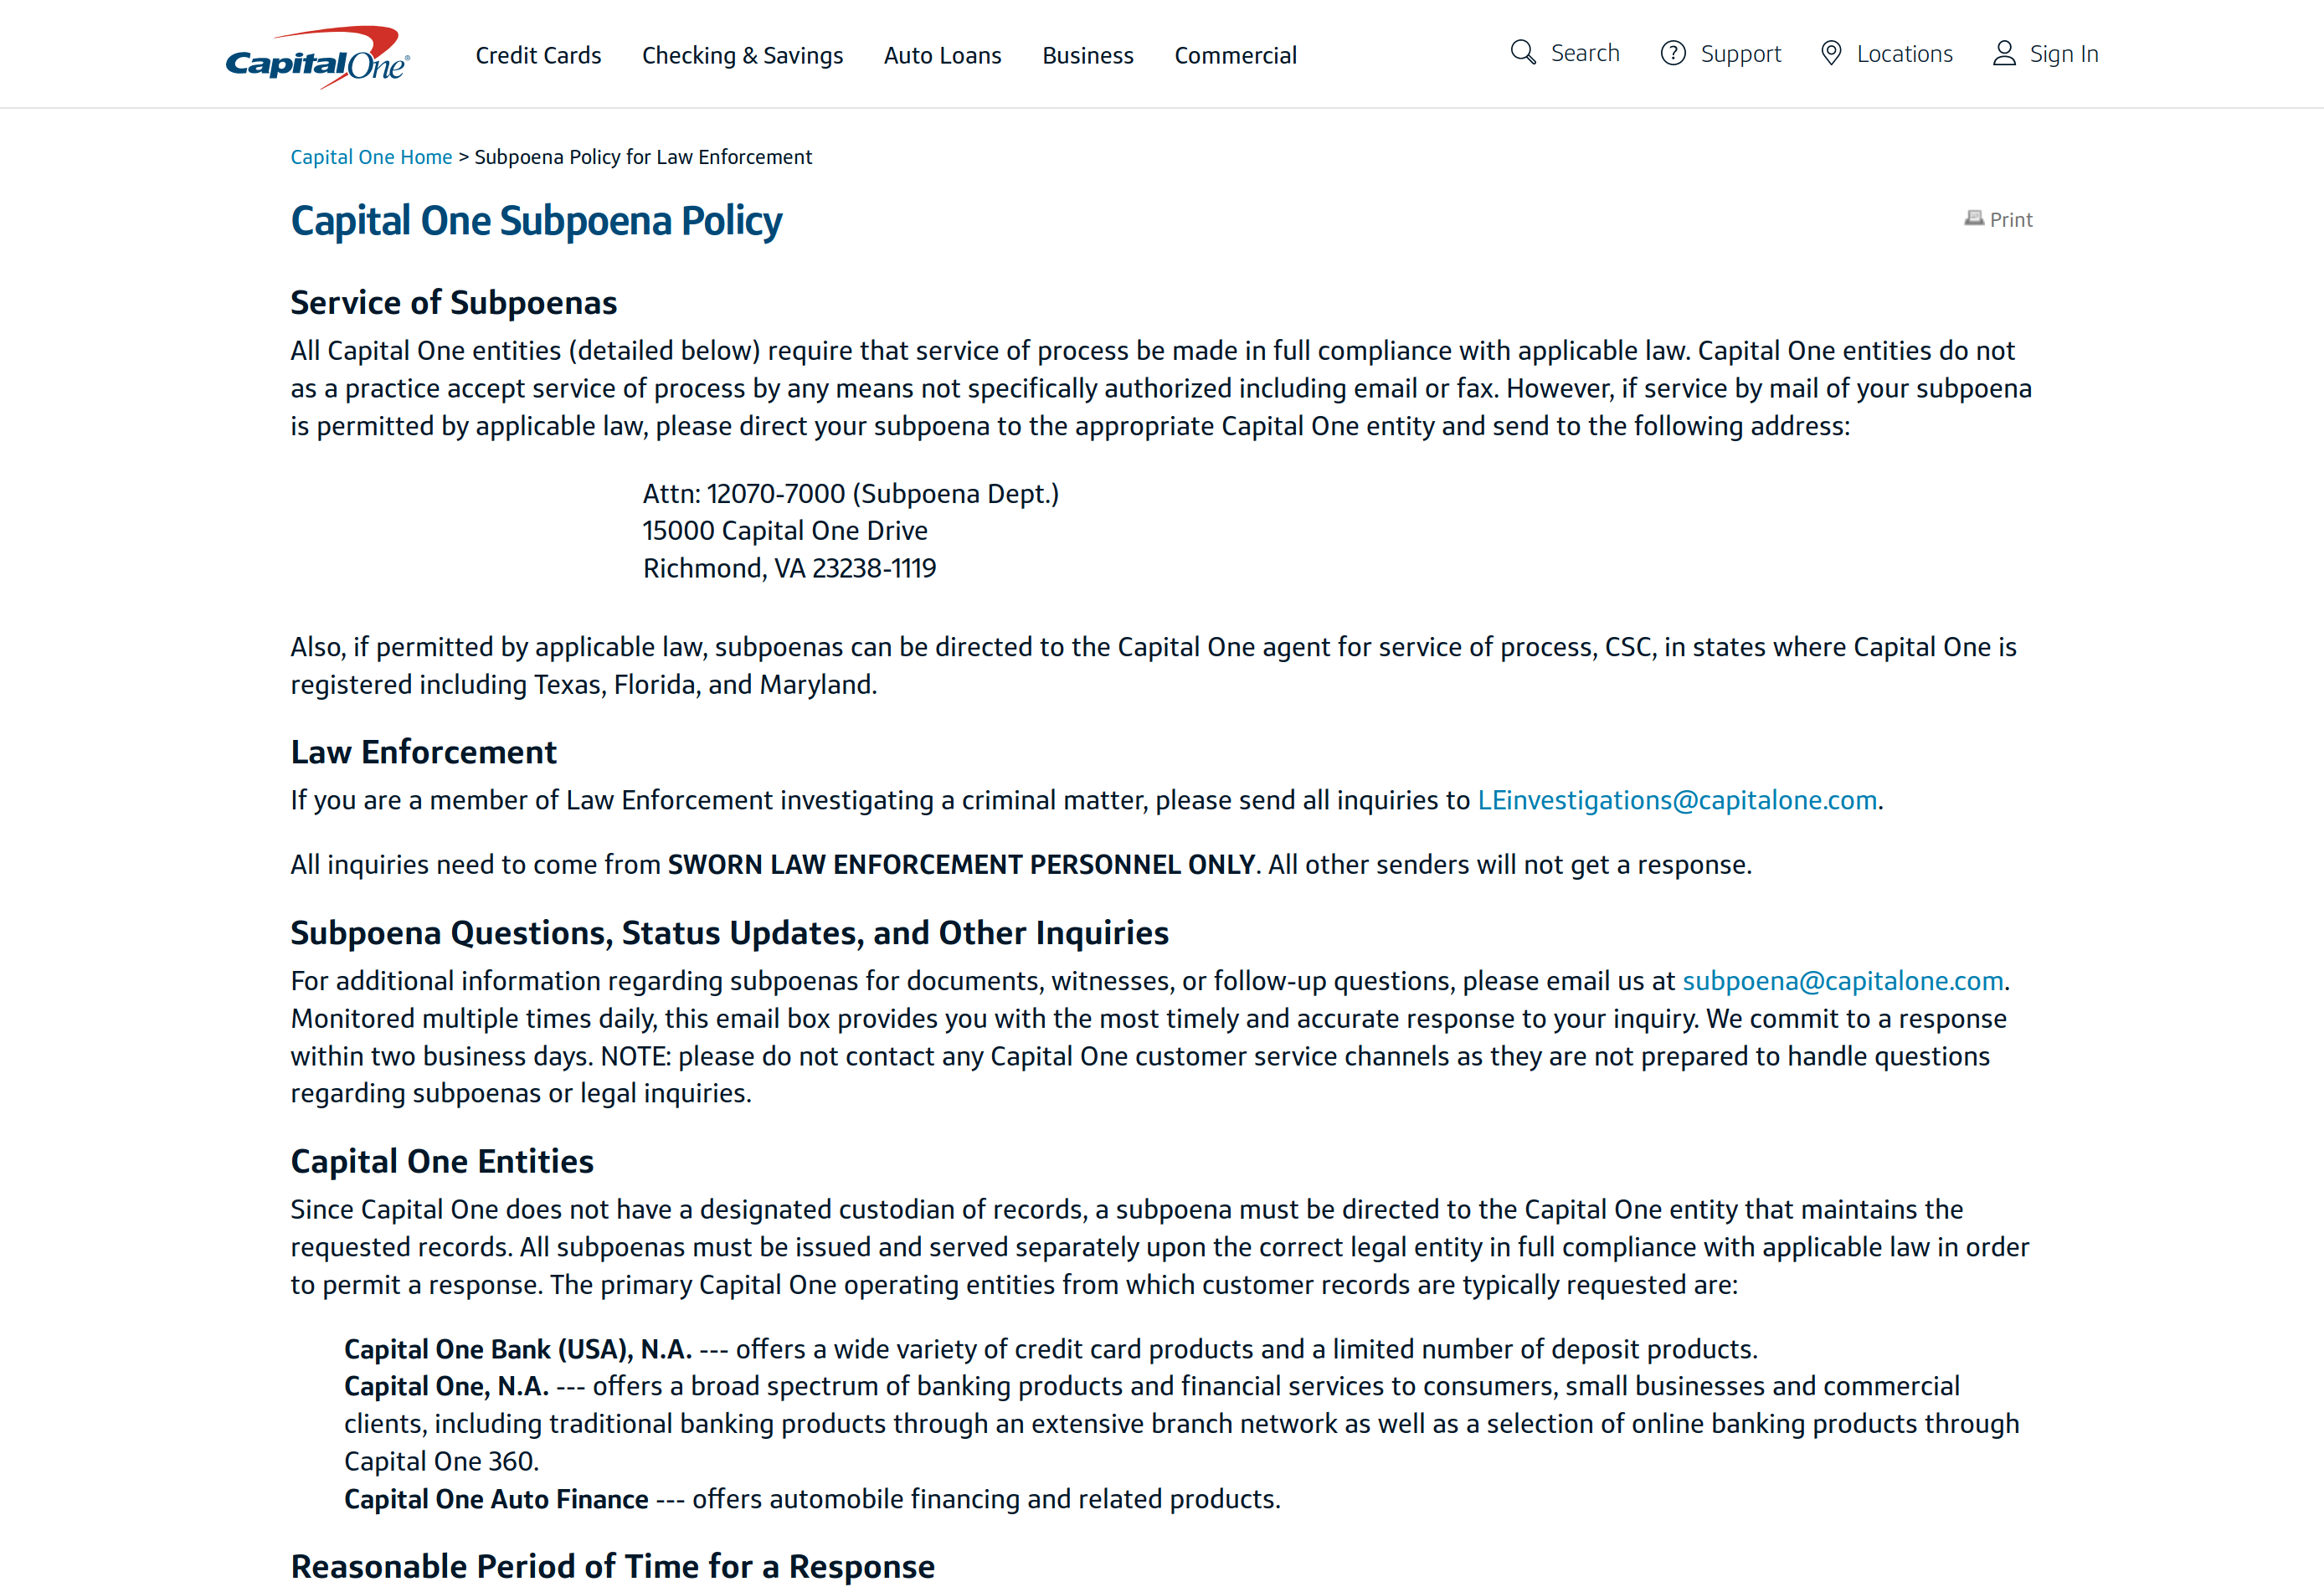 CapitalOne®
Credit Cards Checking & Savings Auto Loans Business Commercial Search Support Locations Sign In
Capital One Home > Subpoena Policy for Law Enforcement
Capital One Subpoena Policy
Print
Service of Subpoenas
All Capital One entities (detailed below) require that service of process be made in full compliance with applicable law. Capital One entities do not
as a practice accept service of process by any means not specifically authorized including email or fax. However, if service by mail of your subpoena
is permitted by applicable law, please direct your subpoena to the appropriate Capital One entity and send to the following address:
Attn: 12070-7000 (Subpoena Dept.)
15000 Capital One Drive
Richmond, VA 23238-1119
Also, if permitted by applicable law, subpoenas can be directed to the Capital One agent for service of process, CSC, in states where Capital One is
registered including Texas, Florida, and Maryland.
Law Enforcement
If you are a member of Law Enforcement investigating a criminal matter, please send all inquiries to LEinvestigations@capitalone.com.
All inquiries need to come from SWORN LAW ENFORCEMENT PERSONNEL ONLY. All other senders will not get a response.
Subpoena Questions, Status Updates, and Other Inquiries
For additional information regarding subpoenas for documents, witnesses, or follow-up questions, please email us at subpoena@capitalone.com.
Monitored multiple times daily, this email box provides you with the most timely and accurate response to your inquiry. We commit to a response
within two business days. NOTE: please do not contact any Capital One customer service channels as they are not prepared to handle questions
regarding subpoenas or legal inquiries.
Capital One Entities
Since Capital One does not have a designated custodian of records, a subpoena must be directed to the Capital One entity that maintains the
requested records. All subpoenas must be issued and served separately upon the correct legal entity in full compliance with applicable law in order
to permit a response. The primary Capital One operating entities from which customer records are typically requested are:
Capital One Bank (USA), N.A. --- offers a wide variety of credit card products and a limited number of deposit products.
Capital One, N.A. --- offers a broad spectrum of banking products and financial services to consumers, small businesses and commercial
clients, including traditional banking products through an extensive branch network as well as a selection of online banking products through
Capital One 360.
Capital One Auto Finance --- offers automobile financing and related products.
Reasonable Period of Time for a Response